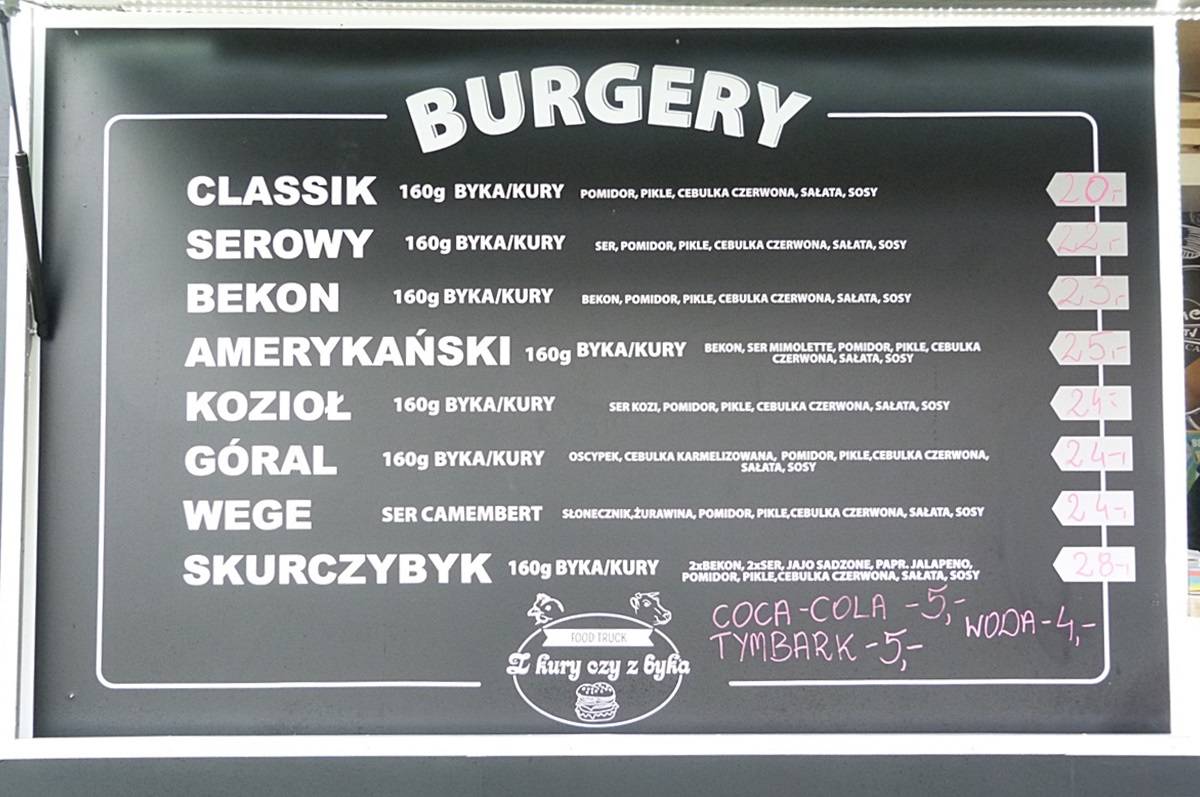 BURGERY
CLASSIK 160g BYKA/KURY POMIDOR, PIKLE, CEBULKA CZERWONA, SAŁATA, SOSY 20,-
SEROWY 160g BYKA/KURY SER, POMIDOR, PIKLE, CEBULKA CZERWONA, SAŁATA, SOSY 22,-
BEKON 160g BYKA/KURY BEKON, POMIDOR, PIKLE, CEBULKA CZERWONA, SAŁATA, SOSY 23,-
AMERYKAŃSKI 160g BYKA/KURY BEKON, SER MIMOLETTE, POMIDOR, PIKLE, CEBULKA 25,-
CZERWONA, SAŁATA, SOSY
KOZIOŁ 160g BYKA/KURY SER KOZI, POMIDOR, PIKLE, CEBULKA CZERWONA, SAŁATA, SOSY 24,-
GÓRAL 160g BYKA/KURY OSCYPEK, CEBULKA KARMELIZOWANA, POMIDOR, PIKLE,CEBULKA CZERWONA, 24,-
SAŁATA, SOSY
WEGE SER CAMEMBERT SŁONECZNIK,ŻURAWINA, POMIDOR, PIKLE,CEBULKA CZERWONA, SAŁATA, SOSY 24,-
SKURCZYBYK 160g BYKA/KURY 2xBEKON, 2xSER, JAJO SADZONE, PAPR. JALAPENO, 28,-
POMIDOR, PIKLE,CEBULKA CZERWONA, SAŁATA, SOSY
COCA-COLA -5,- WODA-4,-
TYMBARK -5,-
FOOD TRUCK
Z kury czy z byka